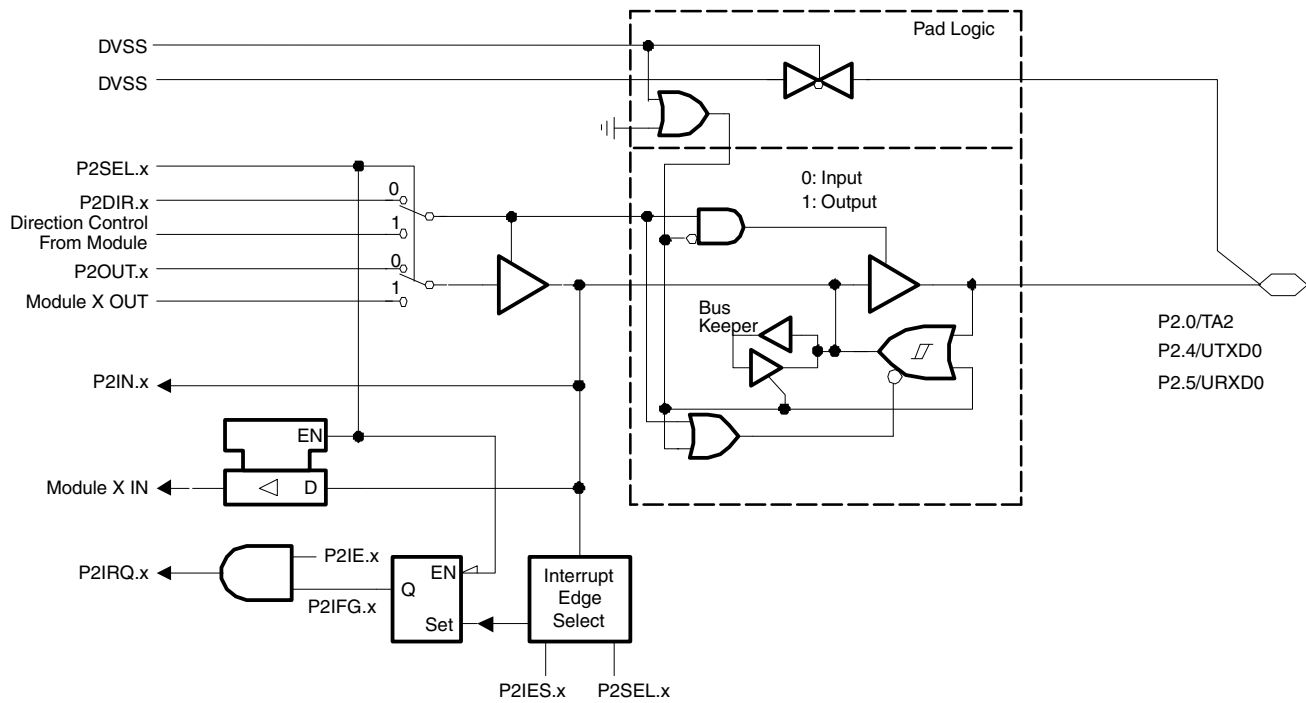 Pad Logic
DVSS
DVSS
P2SEL.x
0
P2DIR.x
Direction Control
From Module
1
0
P2OUT.x
1
Module X OUT
0: Input
1: Output
Bus
Keeper
P2.0/TA2
P2.4/UTXD0
P2.5/URXD0
P2IN.x
EN
Module X IN
D
P2IE.x
P2IRQ.x
P2IFG.x
EN
Q
Set
Interrupt
Edge
Select
P2IES.x
P2SEL.x